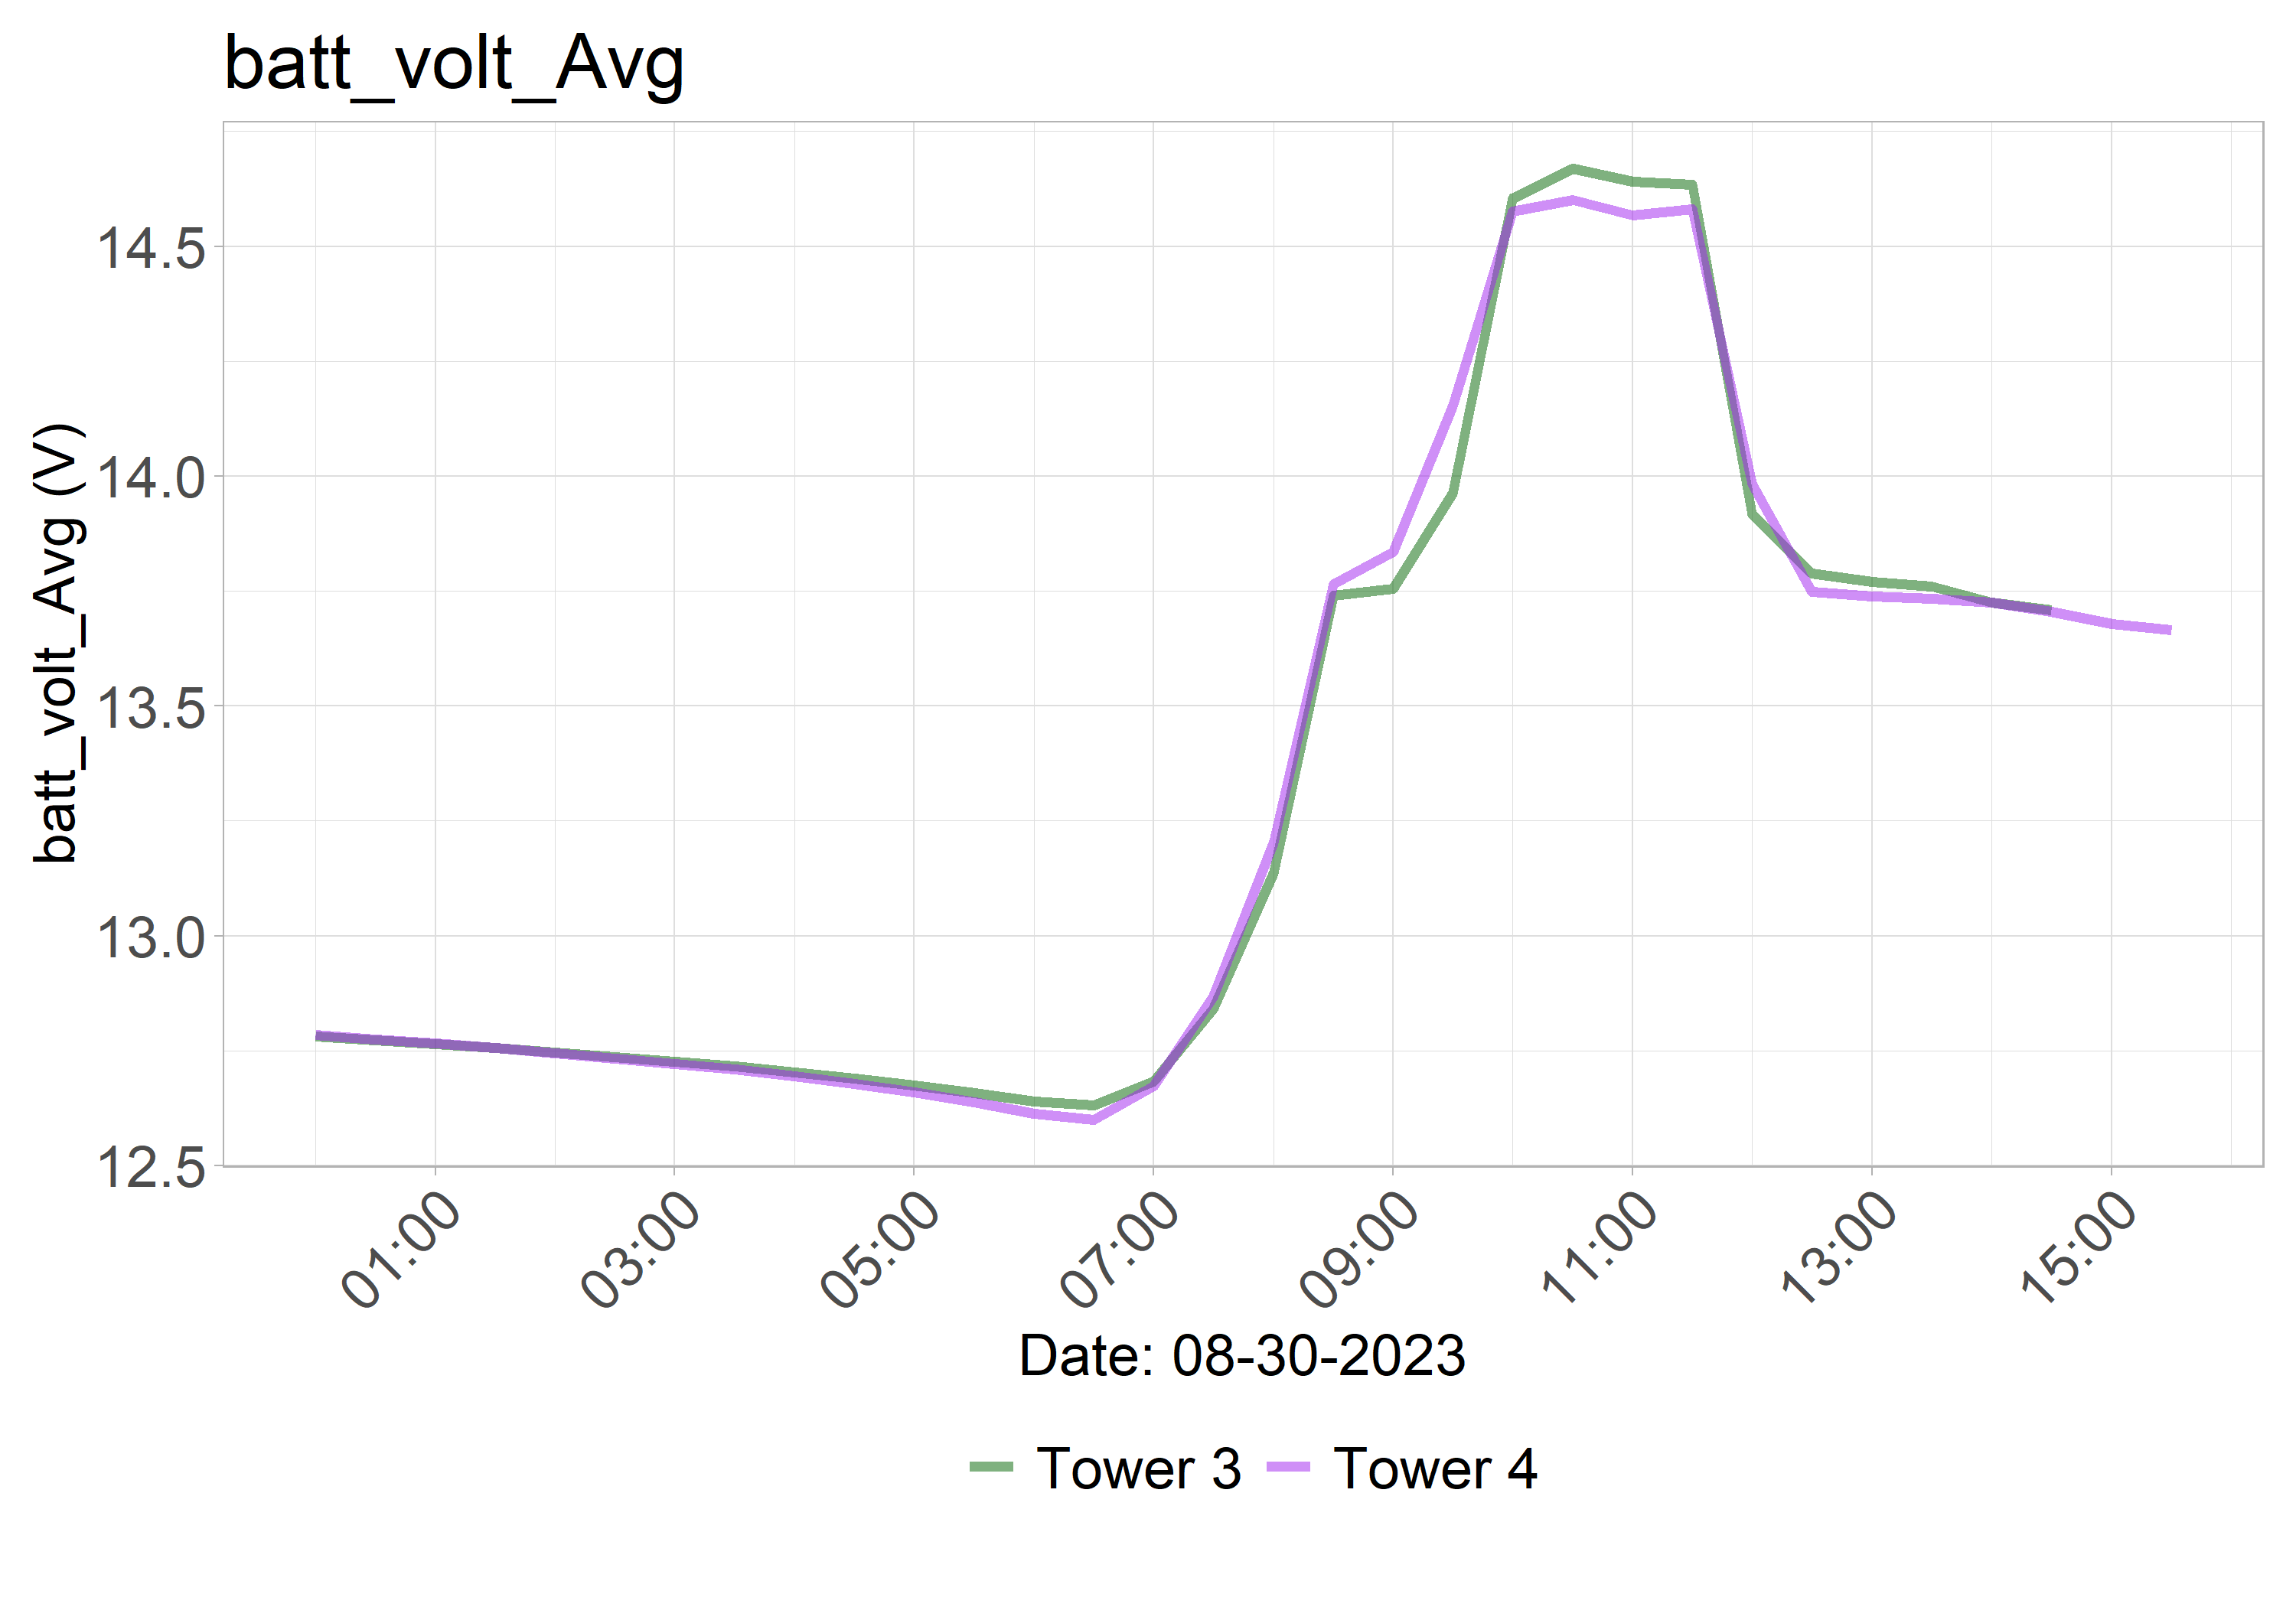 batt_volt_Avg
batt_volt_Avg (V)
14.5
14.0
13.5
13.0
12.5
01:00
03:00
05:00
07:00
09:00
11:00
13:00
15:00
Date: 08-30-2023
Tower 3
Tower 4